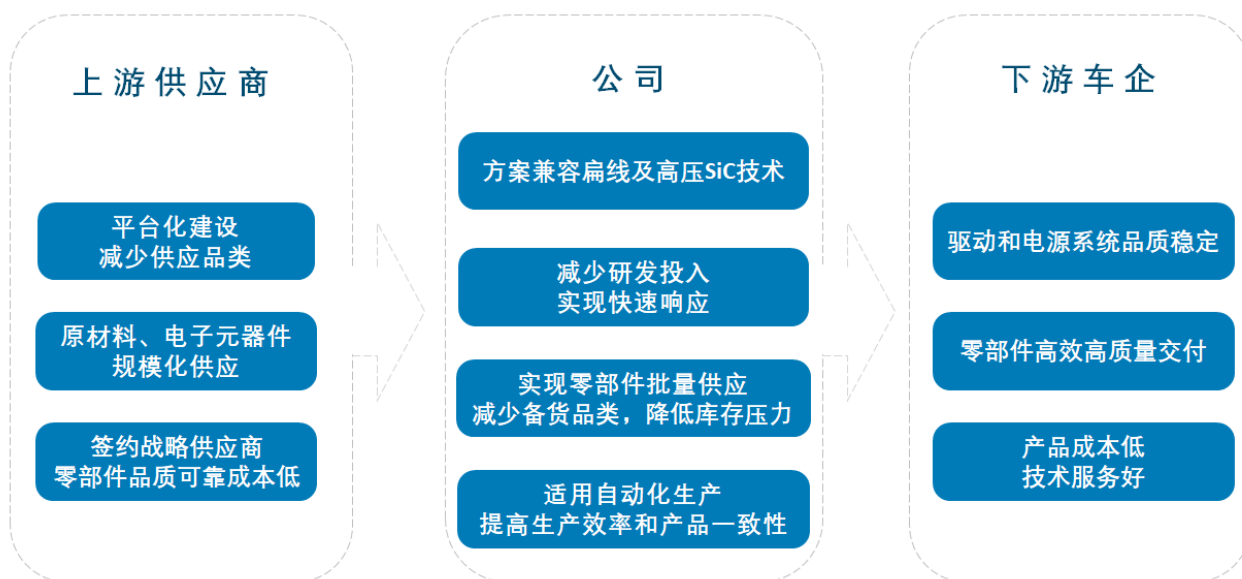 上游供应商
平台化建设
减少供应品类
原材料、电子元器件
规模化供应
签约战略供应商
零部件品质可靠成本低
公司
方案兼容扁线及高压SiC技术
减少研发投入
实现快速响应
实现零部件批量供应
减少备货品类，降低库存压力
适用自动化生产
提高生产效率和产品一致性
下游车企
驱动和电源系统品质稳定
零部件高效高质量交付
产品成本低
技术服务好